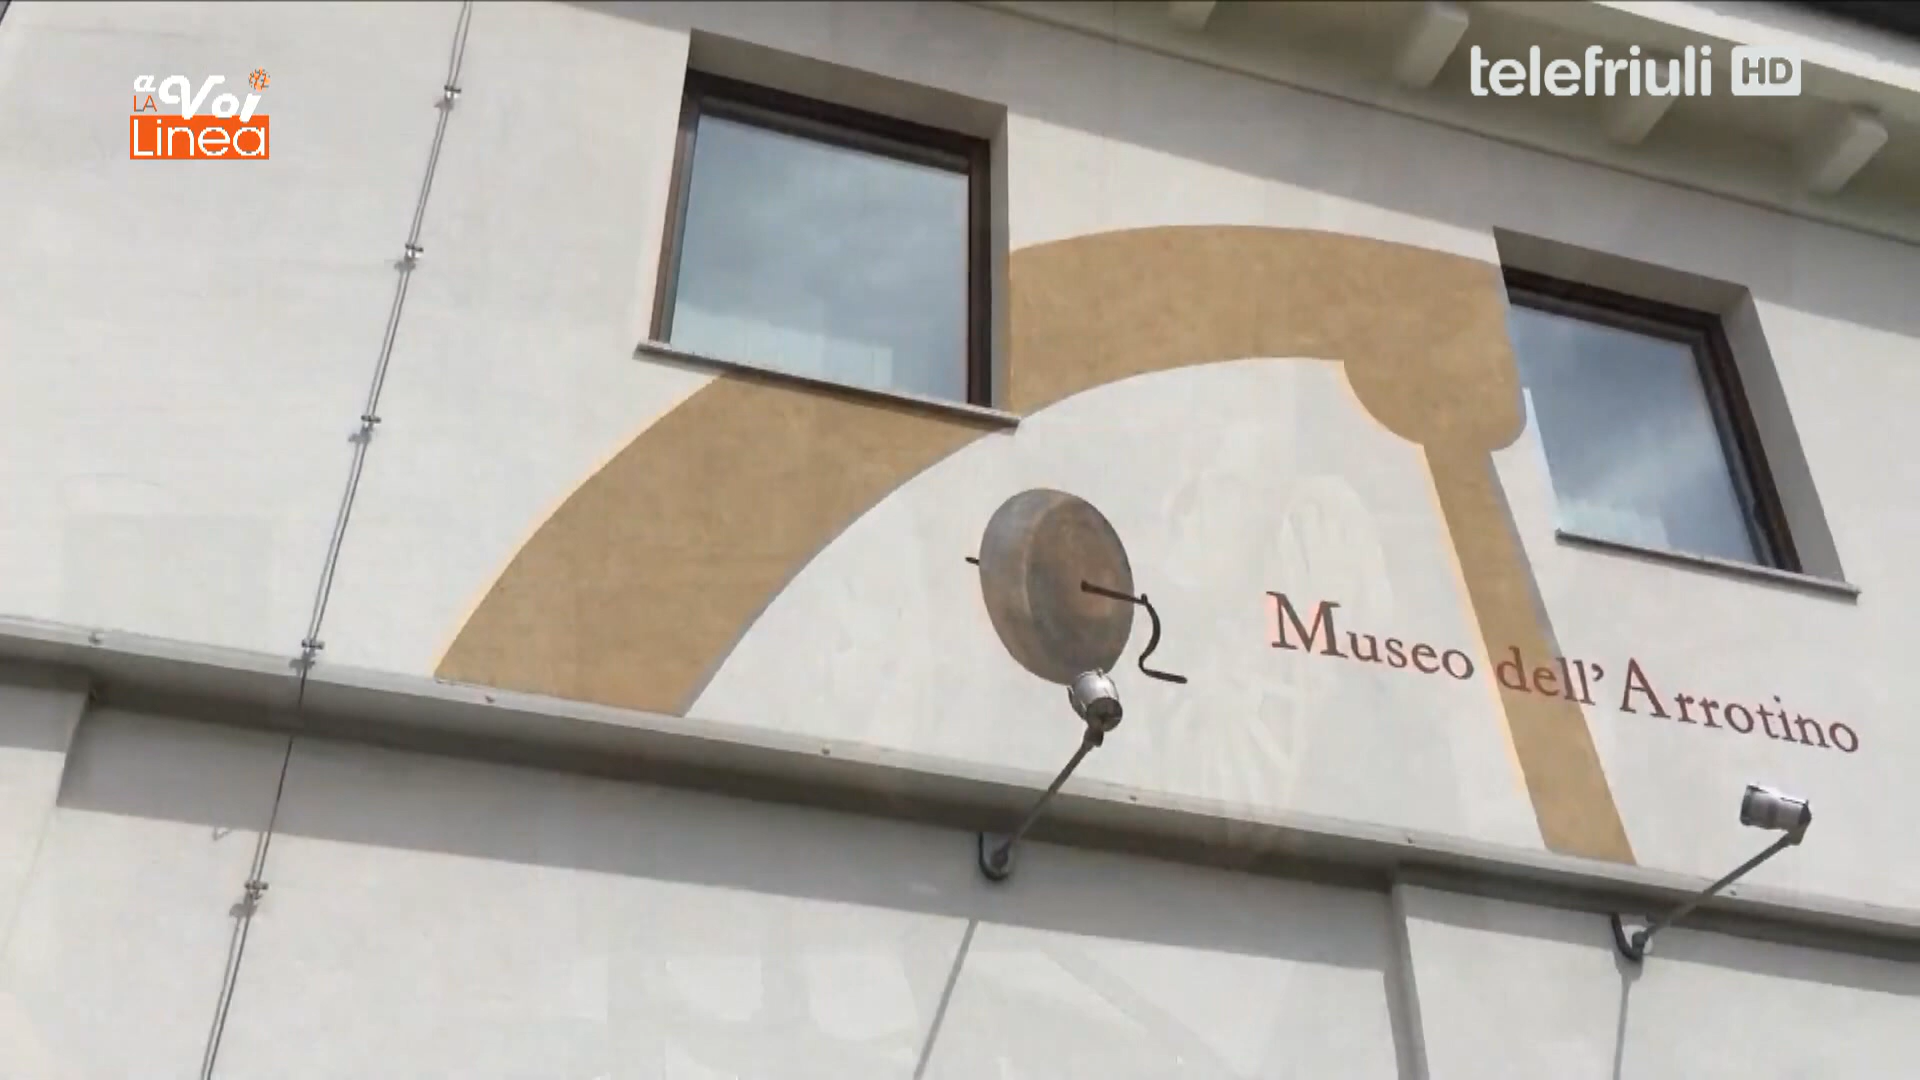 a Voi
LA
Linea
telefriuli HD
Museo dell'Arrotino